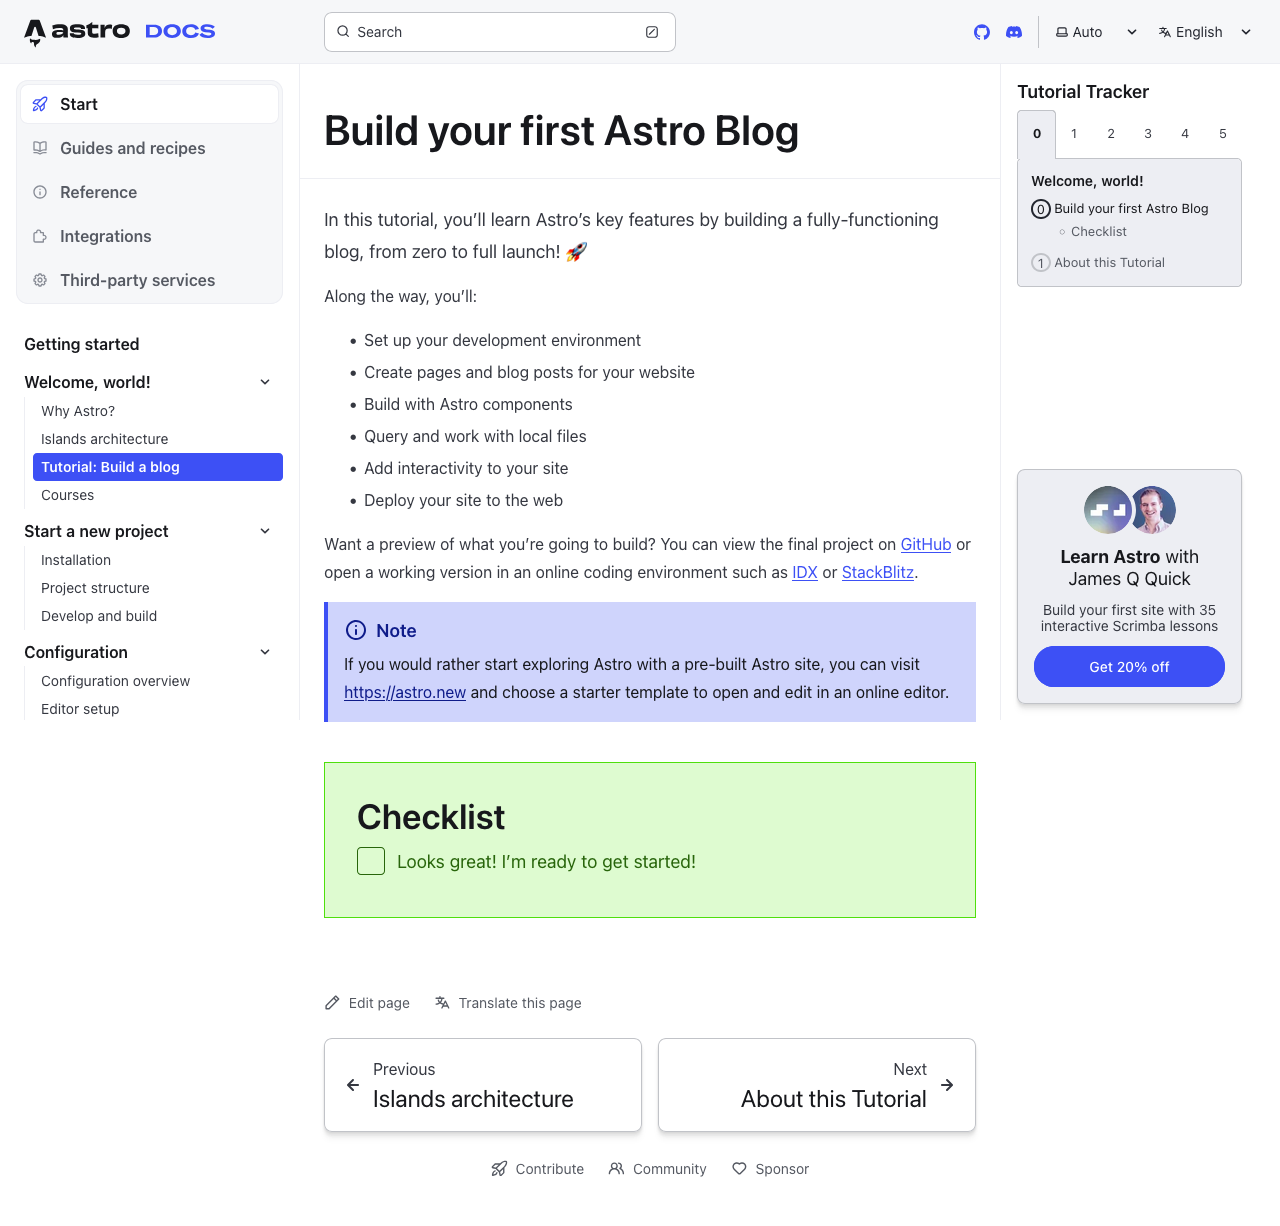 astro DOCS
Search
Auto
English
Start
Guides and recipes
Reference
Integrations
Third-party services
Getting started
Welcome, world!
Why Astro?
Islands architecture
Tutorial: Build a blog
Courses
Start a new project
Installation
Project structure
Develop and build
Configuration
Configuration overview
Editor setup
Build your first Astro Blog
In this tutorial, you’ll learn Astro’s key features by building a fully-functioning
blog, from zero to full launch! 🚀
Along the way, you’ll:
• Set up your development environment
• Create pages and blog posts for your website
• Build with Astro components
• Query and work with local files
• Add interactivity to your site
• Deploy your site to the web
Want a preview of what you’re going to build? You can view the final project on GitHub or
open a working version in an online coding environment such as IDX or StackBlitz.
Note
If you would rather start exploring Astro with a pre-built Astro site, you can visit
https://astro.new and choose a starter template to open and edit in an online editor.
Checklist
Looks great! I’m ready to get started!
Edit page
Translate this page
Previous
Islands architecture
Next
About this Tutorial
Contribute
Community
Sponsor
Tutorial Tracker
0 1 2 3 4 5
Welcome, world!
0 Build your first Astro Blog
Checklist
1 About this Tutorial
Learn Astro with
James Q Quick
Build your first site with 35
interactive Scrimba lessons
Get 20% off